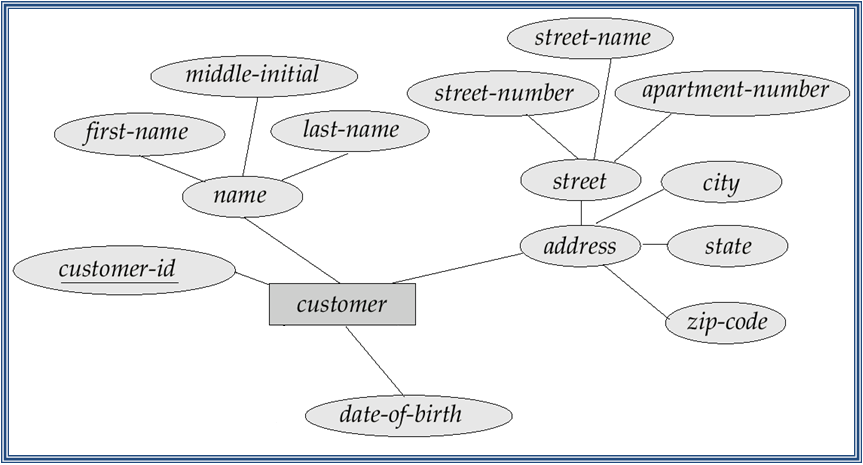 street-name
middle-initial
street-number
apartment-number
first-name
last-name
street
city
name
address
state
customer-id
customer
zip-code
date-of-birth